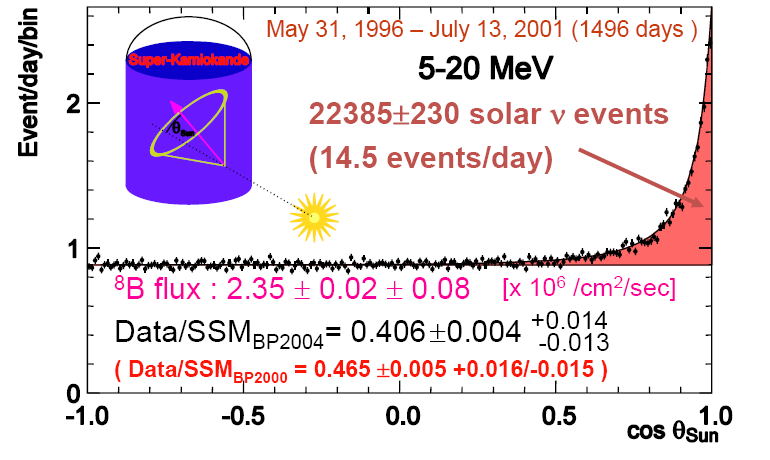 May 31, 1996 – July 13, 2001 (1496 days )
Super-Kamiokande
5-20 MeV
22385±230 solar ν events
(14.5 events/day)
θSun
Event/day/bin
2
1
0
⁸B flux : 2.35 ± 0.02 ± 0.08 [x 10⁶ /cm²/sec]
Data/SSM_BP2004= 0.406±0.004 +0.014
-0.013
( Data/SSM_BP2000 = 0.465 ±0.005 +0.016/-0.015 )
-1.0 -0.5 0.0 0.5 1.0
cos θSun